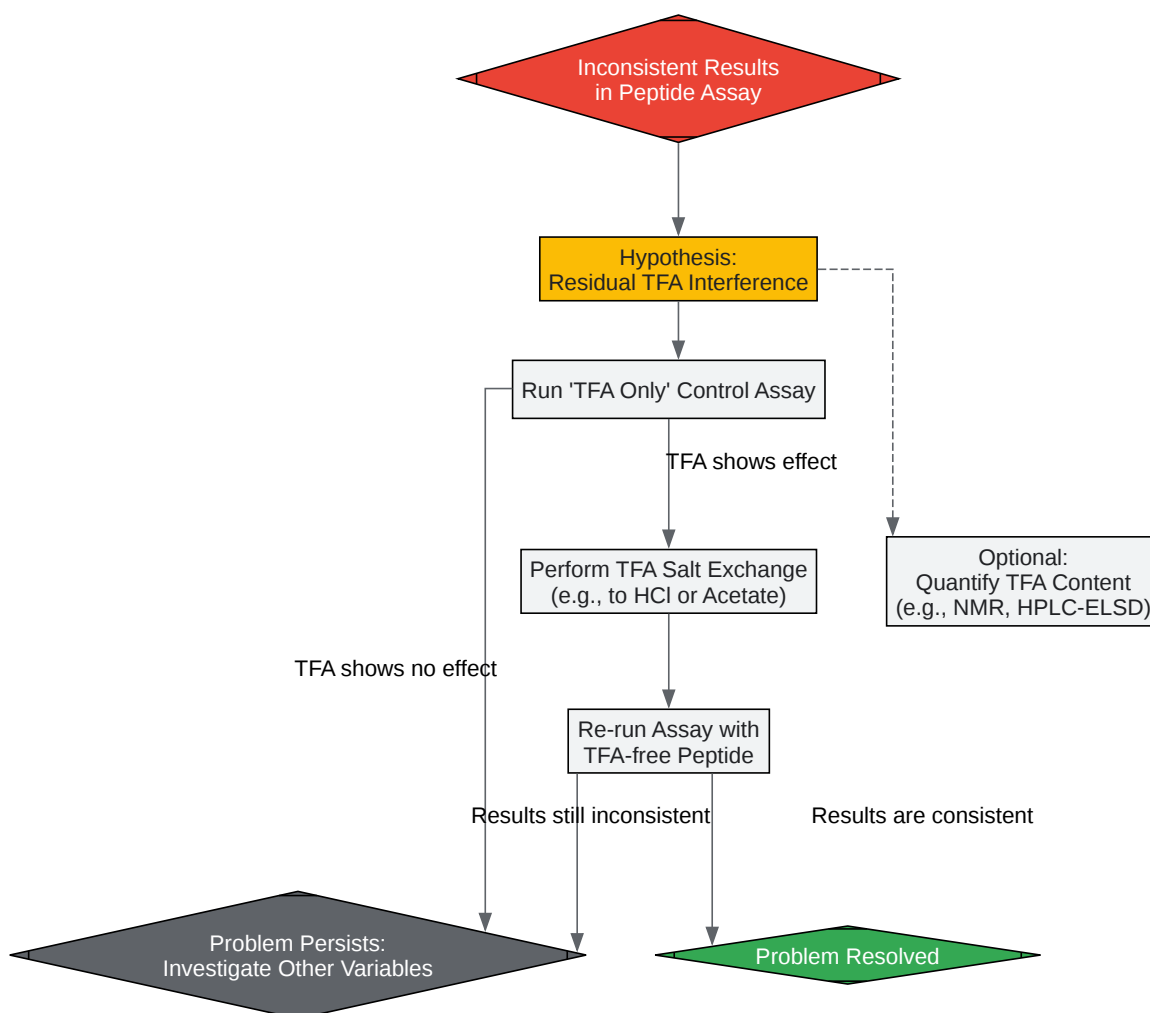 Inconsistent Results
in Peptide Assay
Hypothesis:
Residual TFA Interference
Run 'TFA Only' Control Assay
TFA shows effect
Optional:
Quantify TFA Content
(e.g., NMR, HPLC-ELSD)
Perform TFA Salt Exchange
(e.g., to HCl or Acetate)
TFA shows no effect
Re-run Assay with
TFA-free Peptide
Results still inconsistent
Results are consistent
Problem Persists:
Investigate Other Variables
Problem Resolved